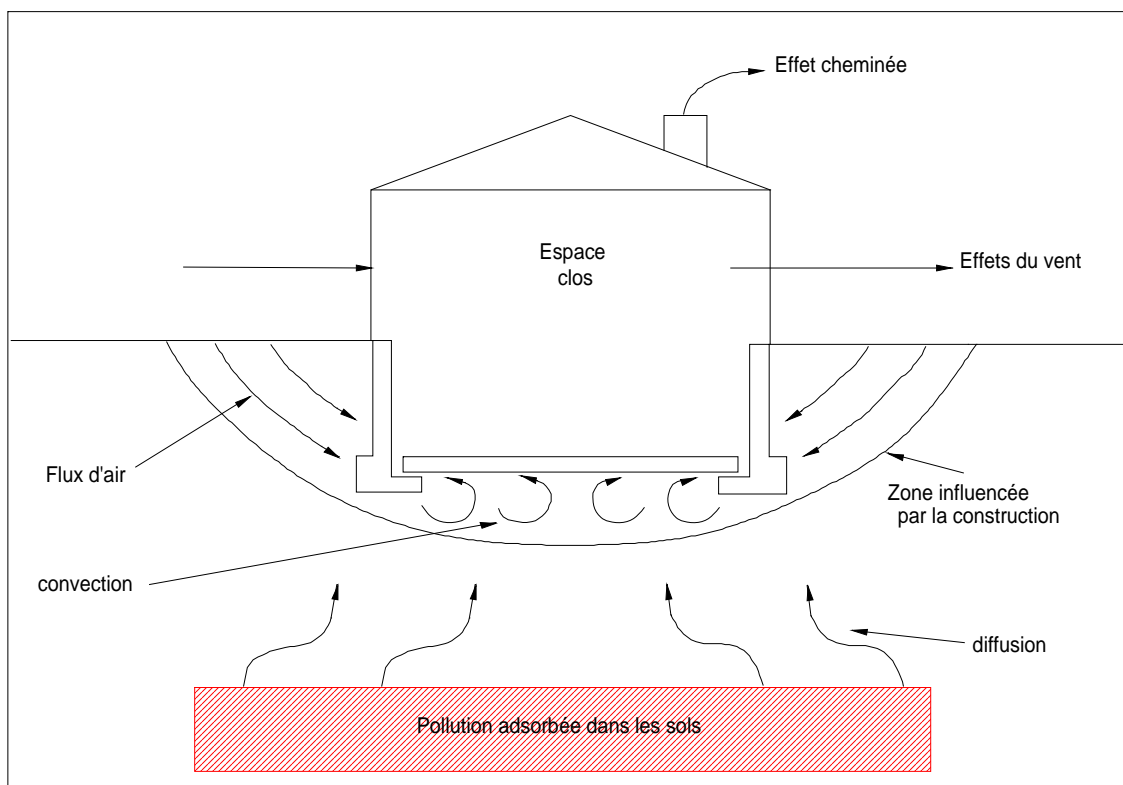 Effet cheminée
Espace
clos
Effets du vent
Flux d'air
Zone influencée
par la construction
convection
diffusion
Pollution adsorbée dans les sols